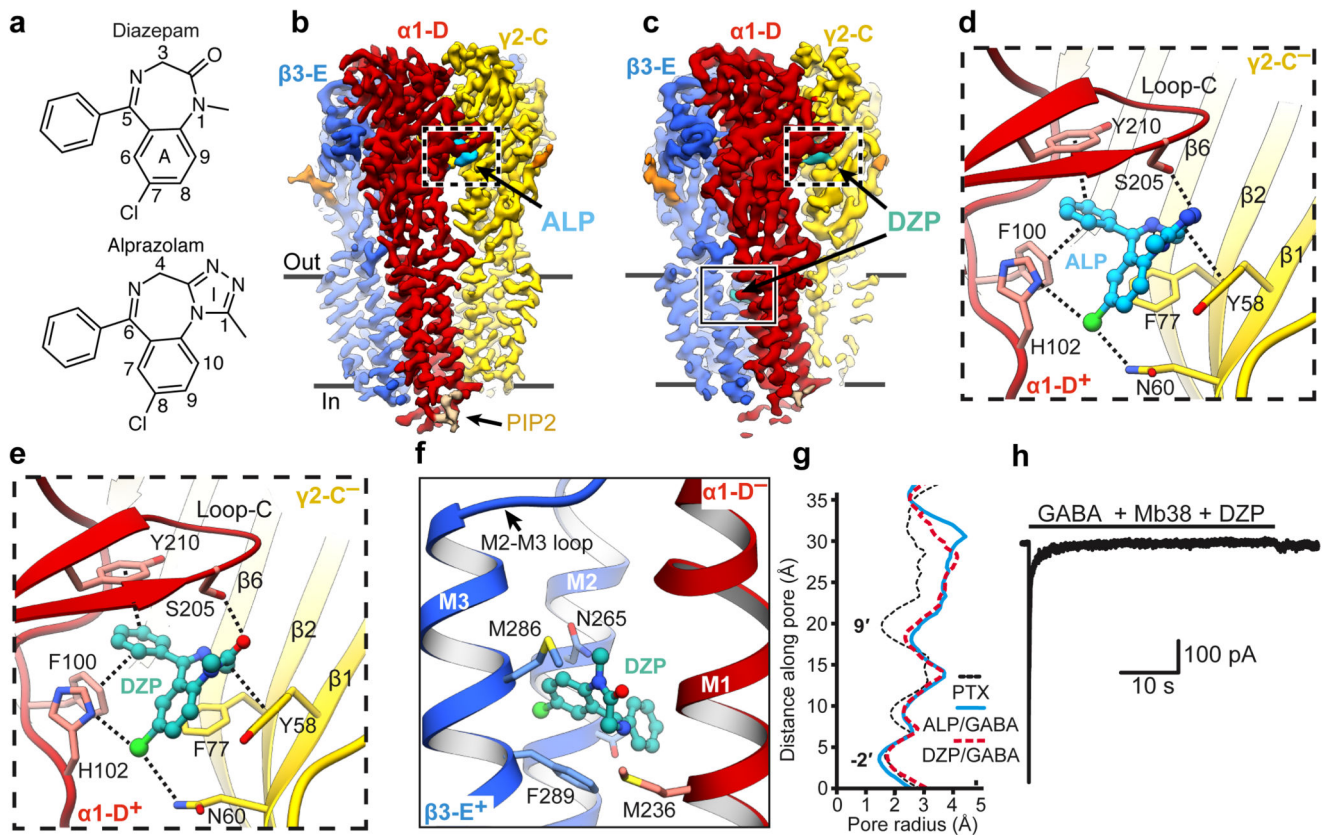 a
Diazepam
3
O
N
N
5
1
6
A
9
7
8
Cl
Alprazolam
4
N
N
N
N
1
6
7
10
8
9
Cl
b
α1-D
γ2-C
β3-E
ALP
Out
In
PIP2
c
α1-D
γ2-C
β3-E
DZP
d
γ2-C⁻
Loop-C
Y210
β6
S205
β2
F100
ALP
β1
F77
Y58
H102
α1-D⁺
N60
e
γ2-C⁻
Loop-C
Y210
β6
S205
β2
F100
DZP
β1
Y58
F77
H102
α1-D⁺
N60
f
α1-D⁻
M2-M3 loop
M2
M3
N265
M286
DZP
M1
F289
M236
β3-E⁺
g
Distance along pore (Å)
35
30
25
20
15
10
5
0
9′
-2′
PTX
ALP/GABA
DZP/GABA
0 1 2 3 4 5
Pore radius (Å)
h
GABA + Mb38 + DZP
100 pA
10 s